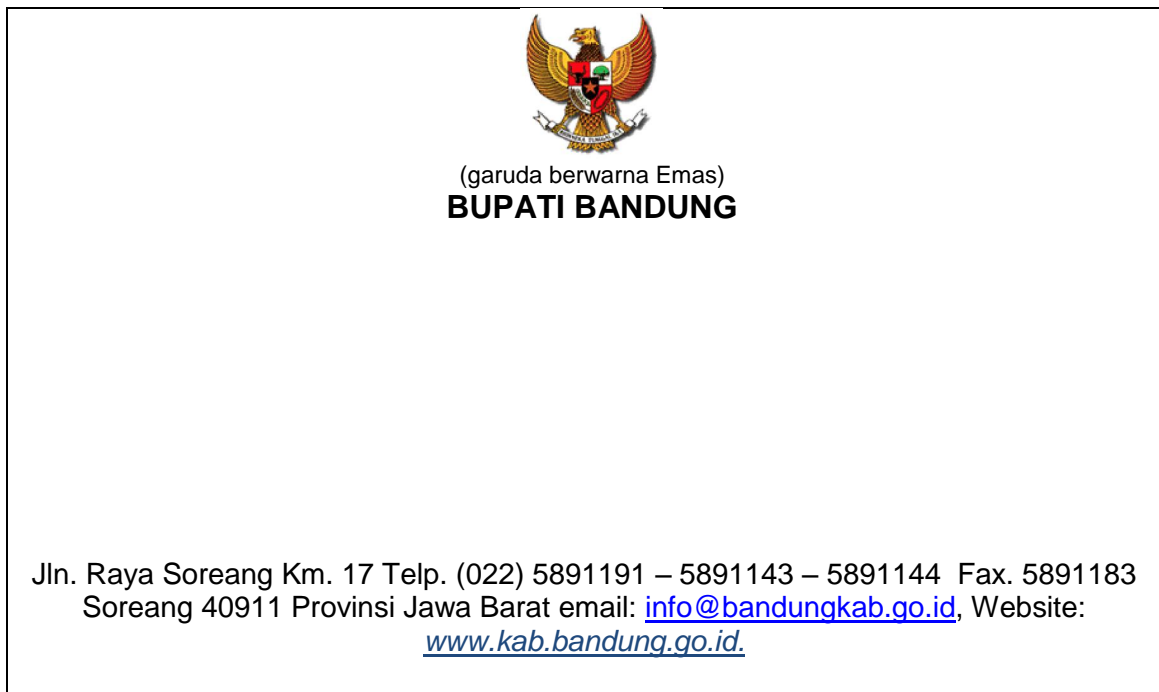 (garuda berwarna Emas)
BUPATI BANDUNG
Jln. Raya Soreang Km. 17 Telp. (022) 5891191 – 5891143 – 5891144 Fax. 5891183
Soreang 40911 Provinsi Jawa Barat email: info@bandungkab.go.id, Website:
www.kab.bandung.go.id.